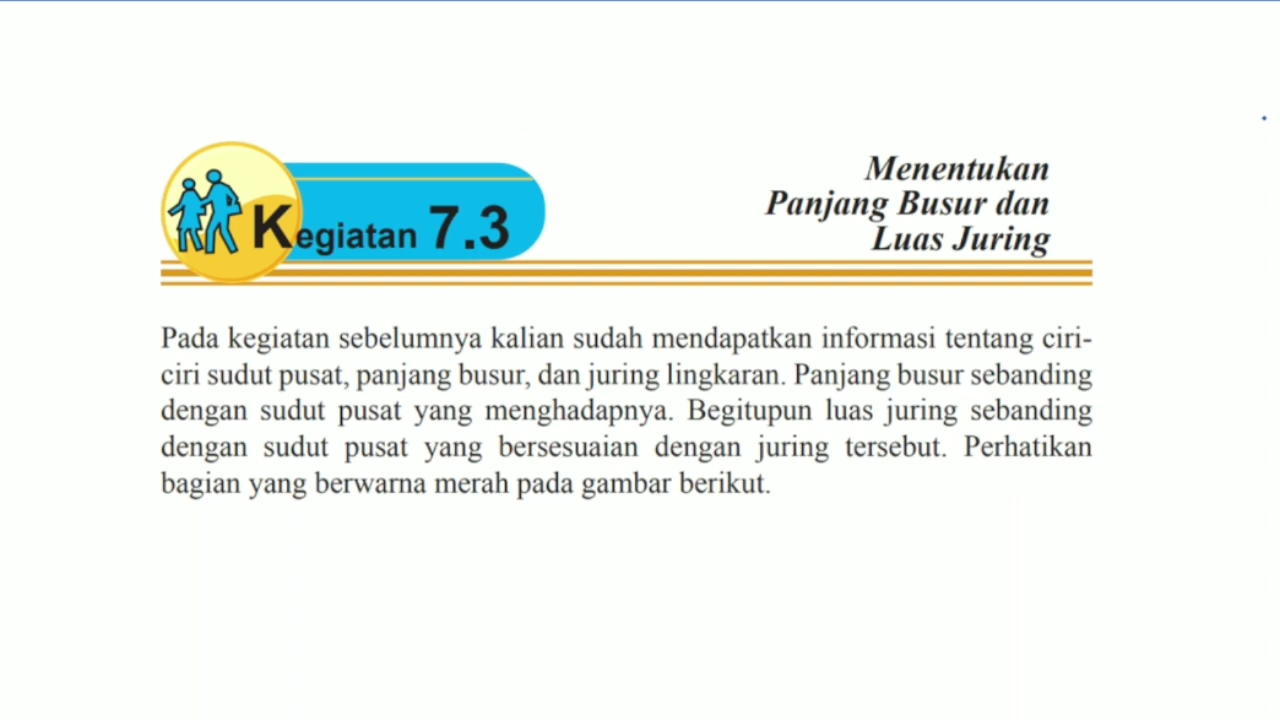 Kegiatan 7.3
Menentukan
Panjang Busur dan
Luas Juring
Pada kegiatan sebelumnya kalian sudah mendapatkan informasi tentang ciri-
ciri sudut pusat, panjang busur, dan juring lingkaran. Panjang busur sebanding
dengan sudut pusat yang menghadapnya. Begitupun luas juring sebanding
dengan sudut pusat yang bersesuaian dengan juring tersebut. Perhatikan
bagian yang berwarna merah pada gambar berikut.